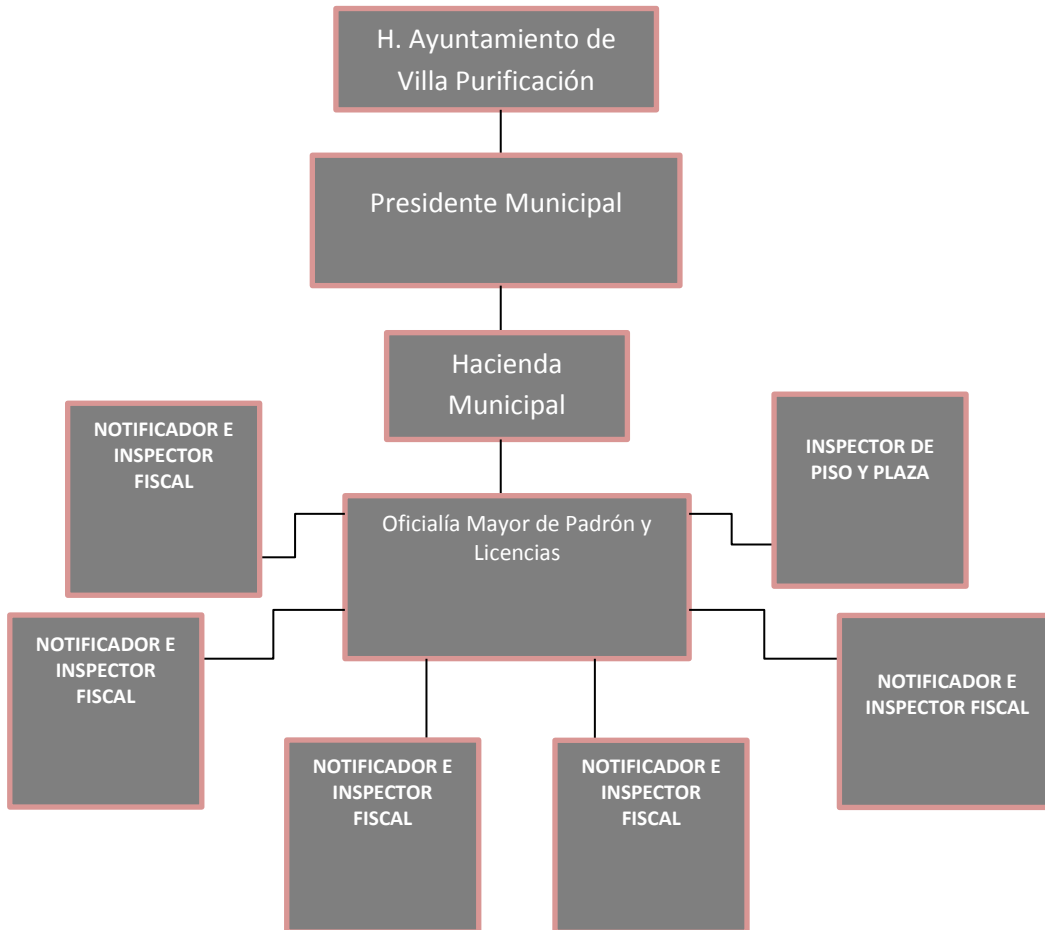 H. Ayuntamiento de
Villa Purificación
Presidente Municipal
Hacienda
Municipal
NOTIFICADOR E
INSPECTOR
FISCAL
INSPECTOR DE
PISO Y PLAZA
Oficialía Mayor de Padrón y
Licencias
NOTIFICADOR E
INSPECTOR
FISCAL
NOTIFICADOR E
INSPECTOR FISCAL
NOTIFICADOR E
INSPECTOR
FISCAL
NOTIFICADOR E
INSPECTOR
FISCAL